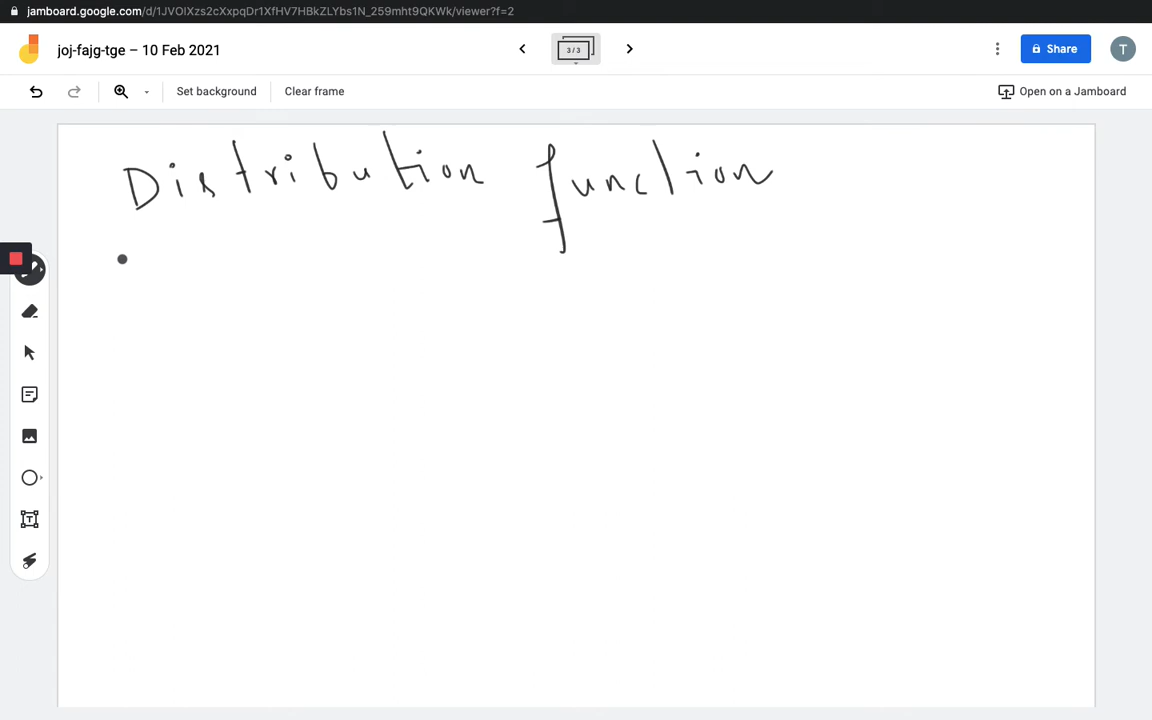 jamboard.google.com/d/1JVOlXzs2cXxpqDr1XfHV7HBkZLYbs1N_259mht9QKWk/viewer?f=2
joj-fajg-tge – 10 Feb 2021
3/3
Share
T
Set background
Clear frame
Open on a Jamboard
Distribution function